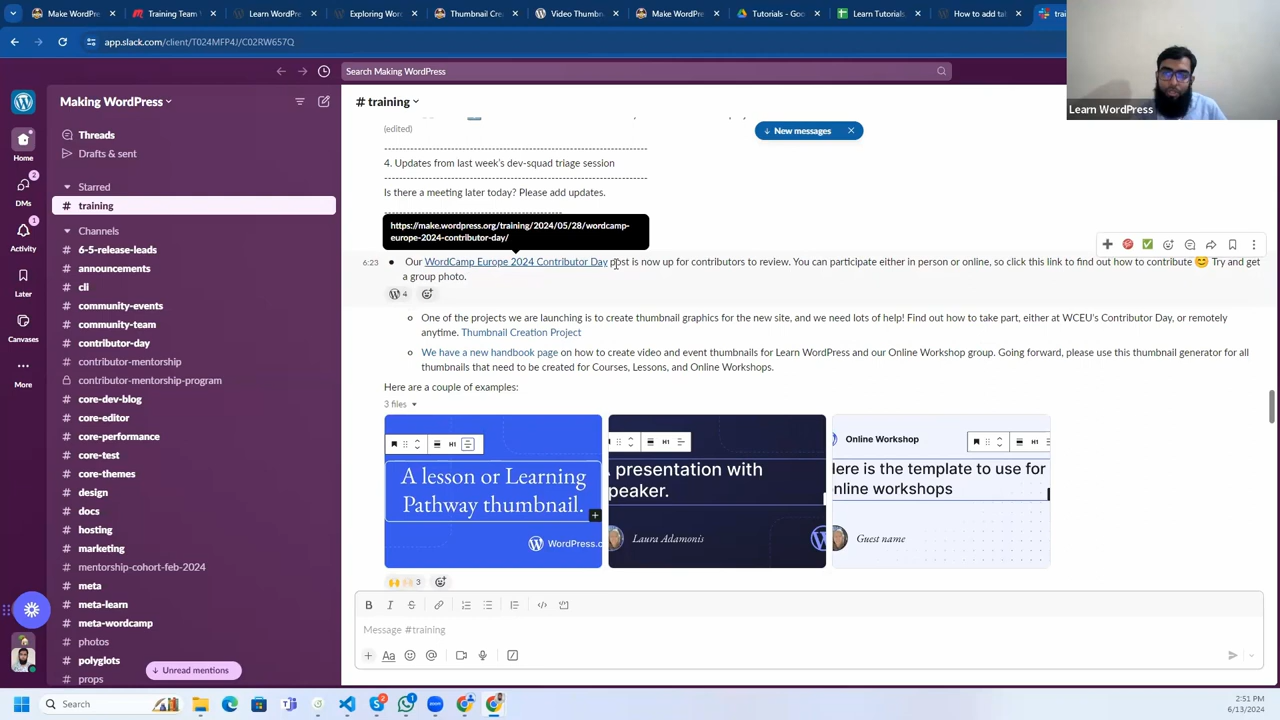 Make WordPre
Training Team
Learn WordPre
Exploring Wor
Thumbnail Cre
Video Thumbna
Make WordPre
Tutorials - Goo
Learn Tutorials
How to add ta
trai
app.slack.com/client/T024MFP4J/C02RW657Q
Search Making WordPress
Learn WordPress
Making WordPress
Threads
Drafts & sent
Starred
training
Channels
6-5-release-leads
announcements
cli
community-events
community-team
contributor-day
contributor-mentorship
contributor-mentorship-program
core-dev-blog
core-editor
core-performance
core-test
core-themes
design
docs
hosting
marketing
mentorship-cohort-feb-2024
meta
meta-learn
meta-wordcamp
photos
polyglots
props
Unread mentions
Home
2
DMs
1
Activity
Later
Canvases
More
# training
(edited)
New messages
4. Updates from last week's dev-squad triage session
Is there a meeting later today? Please add updates.
https://make.wordpress.org/training/2024/05/28/wordcamp-
europe-2024-contributor-day/
6:23
Our WordCamp Europe 2024 Contributor Day post is now up for contributors to review. You can participate either in person or online, so click this link to find out how to contribute 😊 Try and get
a group photo.
4
One of the projects we are launching is to create thumbnail graphics for the new site, and we need lots of help! Find out how to take part, either at WCEU's Contributor Day, or remotely
anytime. Thumbnail Creation Project
We have a new handbook page on how to create video and event thumbnails for Learn WordPress and our Online Workshop group. Going forward, please use this thumbnail generator for all
thumbnails that need to be created for Courses, Lessons, and Online Workshops.
Here are a couple of examples:
3 files
H1
A lesson or Learning
Pathway thumbnail.
WordPress.o
H1
A presentation with
peaker.
Laura Adamonis
Online Workshop
H1
Here is the template to use for
nline workshops
Guest name
3
Message #training
Search
2
1
2:51 PM
6/13/2024